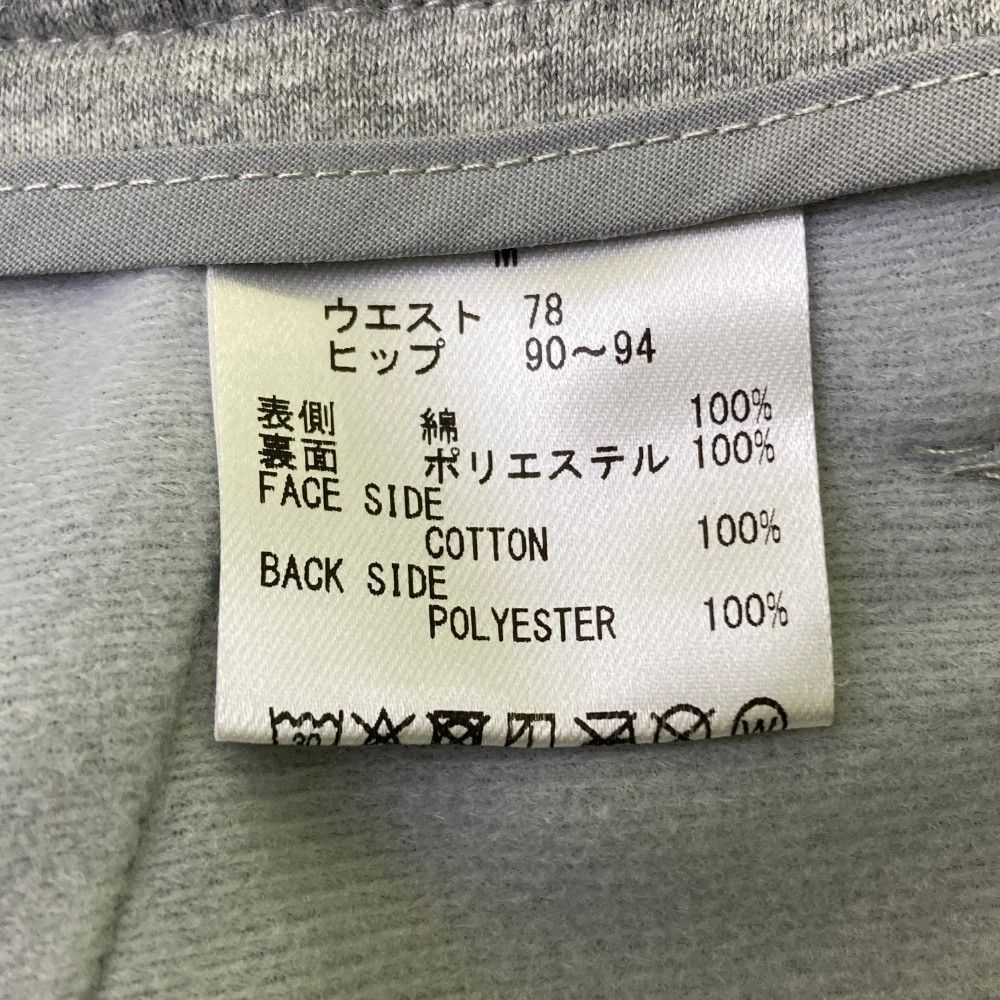 M
ウエスト 78
ヒップ 90～94
表側 綿 100%
裏面 ポリエステル 100%
FACE SIDE
COTTON 100%
BACK SIDE
POLYESTER 100%
30 W